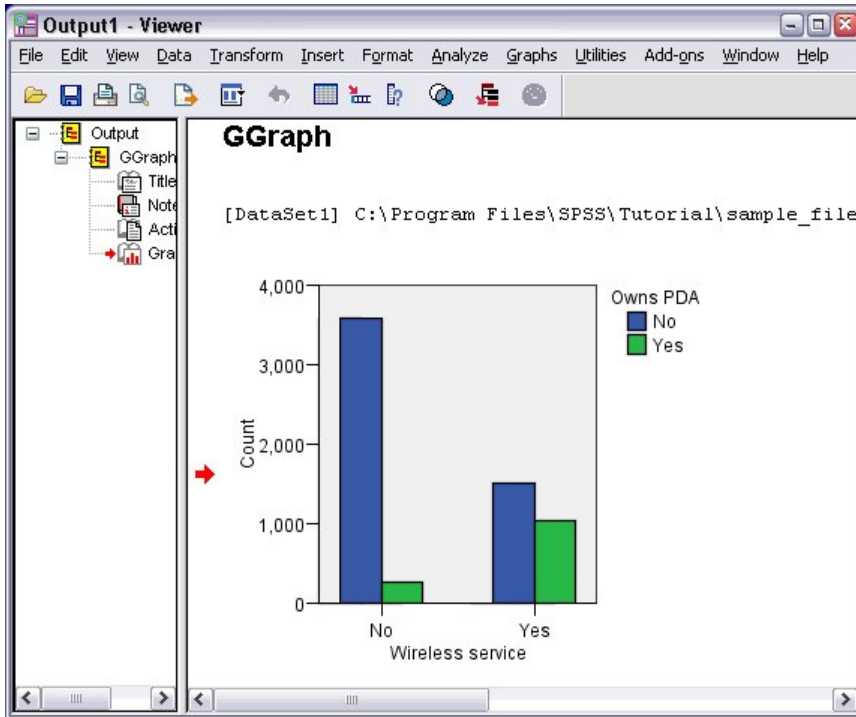 Output1 - Viewer
File Edit View Data Transform Insert Format Analyze Graphs Utilities Add-ons Window Help
Output
GGraph
Title
Note
Acti
Gra
GGraph
[DataSet1] C:\Program Files\SPSS\Tutorial\sample_file
4,000
3,000
2,000
1,000
0
Count
No
Yes
Wireless service
Owns PDA
No
Yes